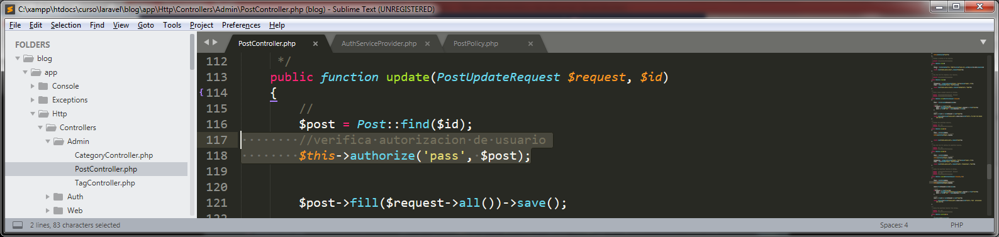 C:\xampp\htdocs\curso\laravel\blog\app\Http\Controllers\Admin\PostController.php (blog) - Sublime Text (UNREGISTERED)
File Edit Selection Find View Goto Tools Project Preferences Help
FOLDERS
blog
app
Console
Exceptions
Http
Controllers
Admin
CategoryController.php
PostController.php
TagController.php
Auth
Web
PostController.php × AuthServiceProvider.php × PostPolicy.php ×
112 */
113 public function update(PostUpdateRequest $request, $id)
{114 {
115 //
116 $post = Post::find($id);
117 //verifica autorizacion de usuario
118 $this->authorize('pass', $post);
119
120
121 $post->fill($request->all())->save();
2 lines, 83 characters selected Spaces: 4 PHP